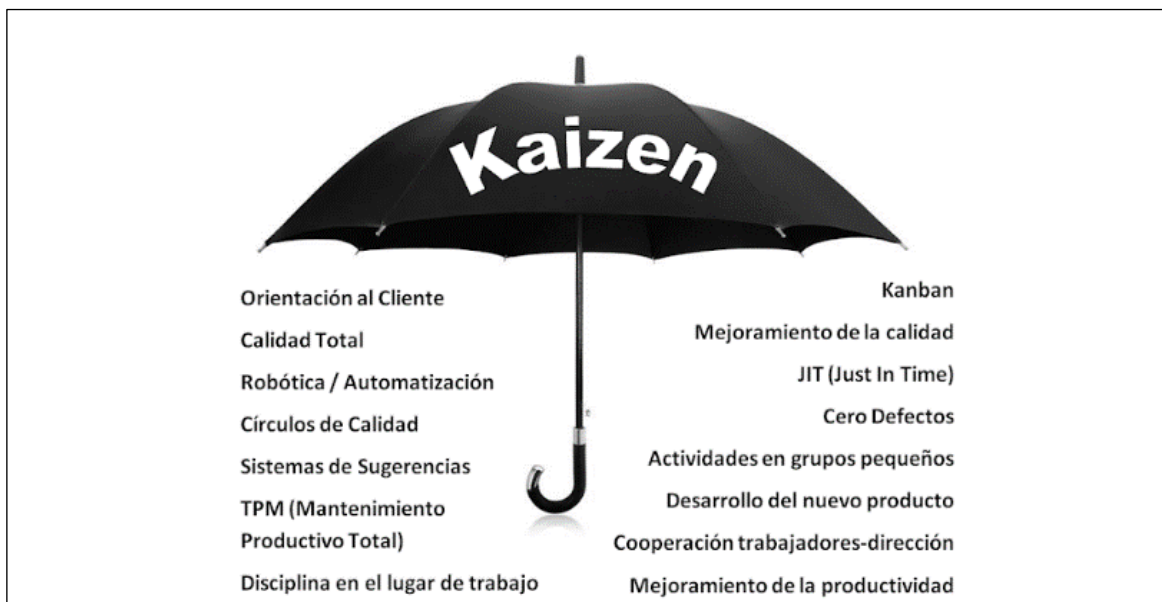 Kaizen
Orientación al Cliente
Calidad Total
Robótica / Automatización
Círculos de Calidad
Sistemas de Sugerencias
TPM (Mantenimiento
Productivo Total)
Disciplina en el lugar de trabajo
Kanban
Mejoramiento de la calidad
JIT (Just In Time)
Cero Defectos
Actividades en grupos pequeños
Desarrollo del nuevo producto
Cooperación trabajadores-dirección
Mejoramiento de la productividad